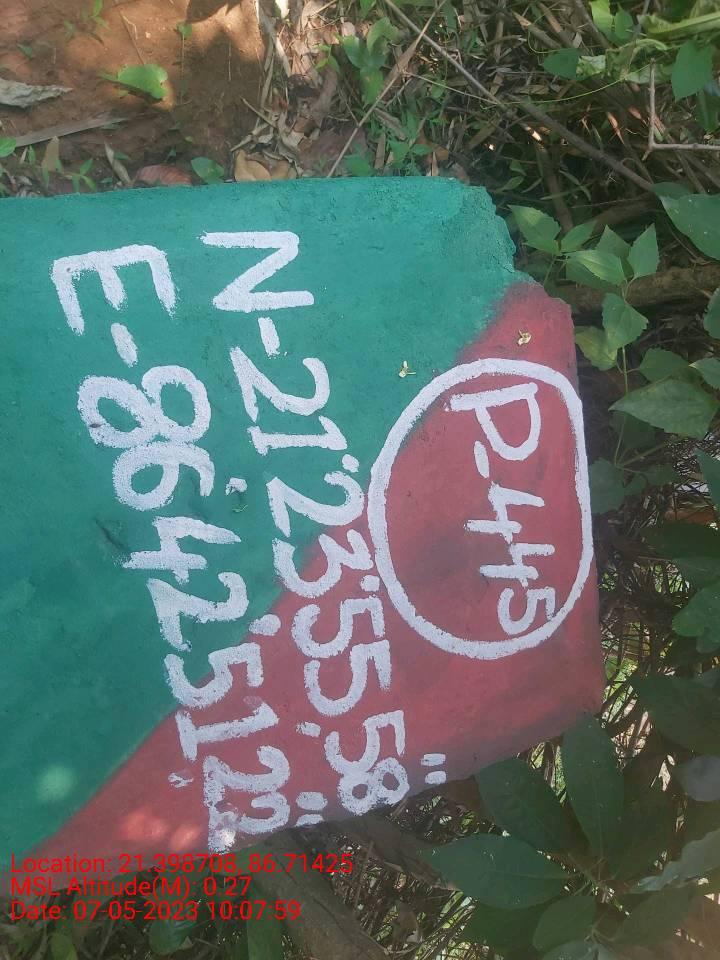 P-445
N-21°23'55.58"
E-86°42'51.22"
Location: 21.398708, 86.71425
MSL Altitude(M): 0.27
Date: 07-05-2023 10:07:59